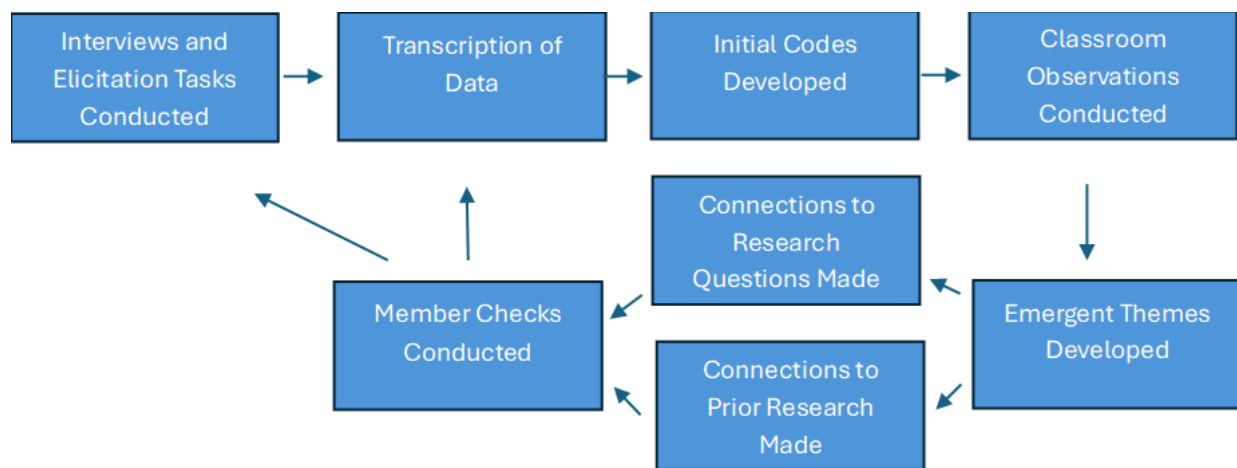 Interviews and
Elicitation Tasks
Conducted
Transcription of
Data
Initial Codes
Developed
Classroom
Observations
Conducted
Connections to
Research
Questions Made
Member Checks
Conducted
Emergent Themes
Developed
Connections to
Prior Research
Made